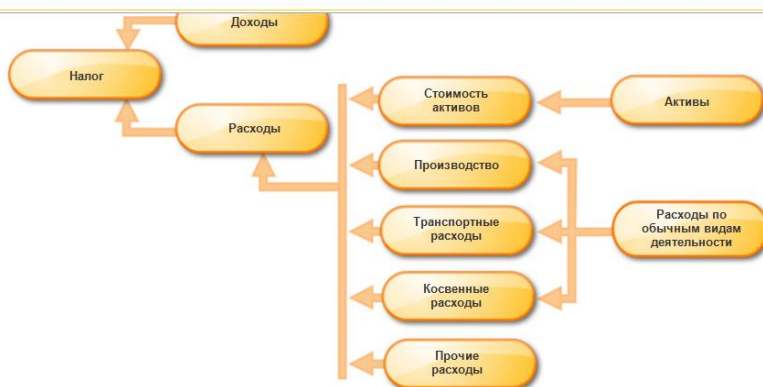 Доходы
Налог
Расходы
Стоимость
активов
Активы
Производство
Транспортные
расходы
Расходы по
обычным видам
деятельности
Косвенные
расходы
Прочие
расходы